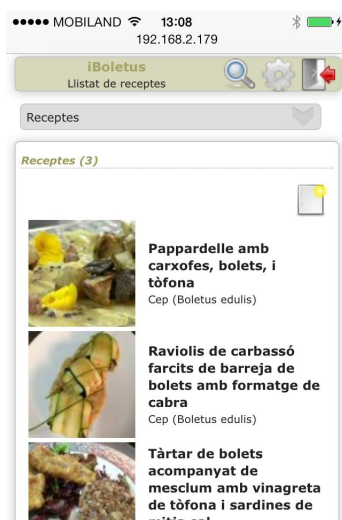 MOBILAND 13:08
192.168.2.179
iBoletus
Llistat de receptes
Receptes
Receptes (3)
Pappardelle amb
carxofes, bolets, i
tòfona
Cep (Boletus edulis)
Raviolis de carbassó
farcits de barreja de
bolets amb formatge de
cabra
Cep (Boletus edulis)
Tàrtar de bolets
acompanyat de
mesclum amb vinagreta
de tòfona i sardines de